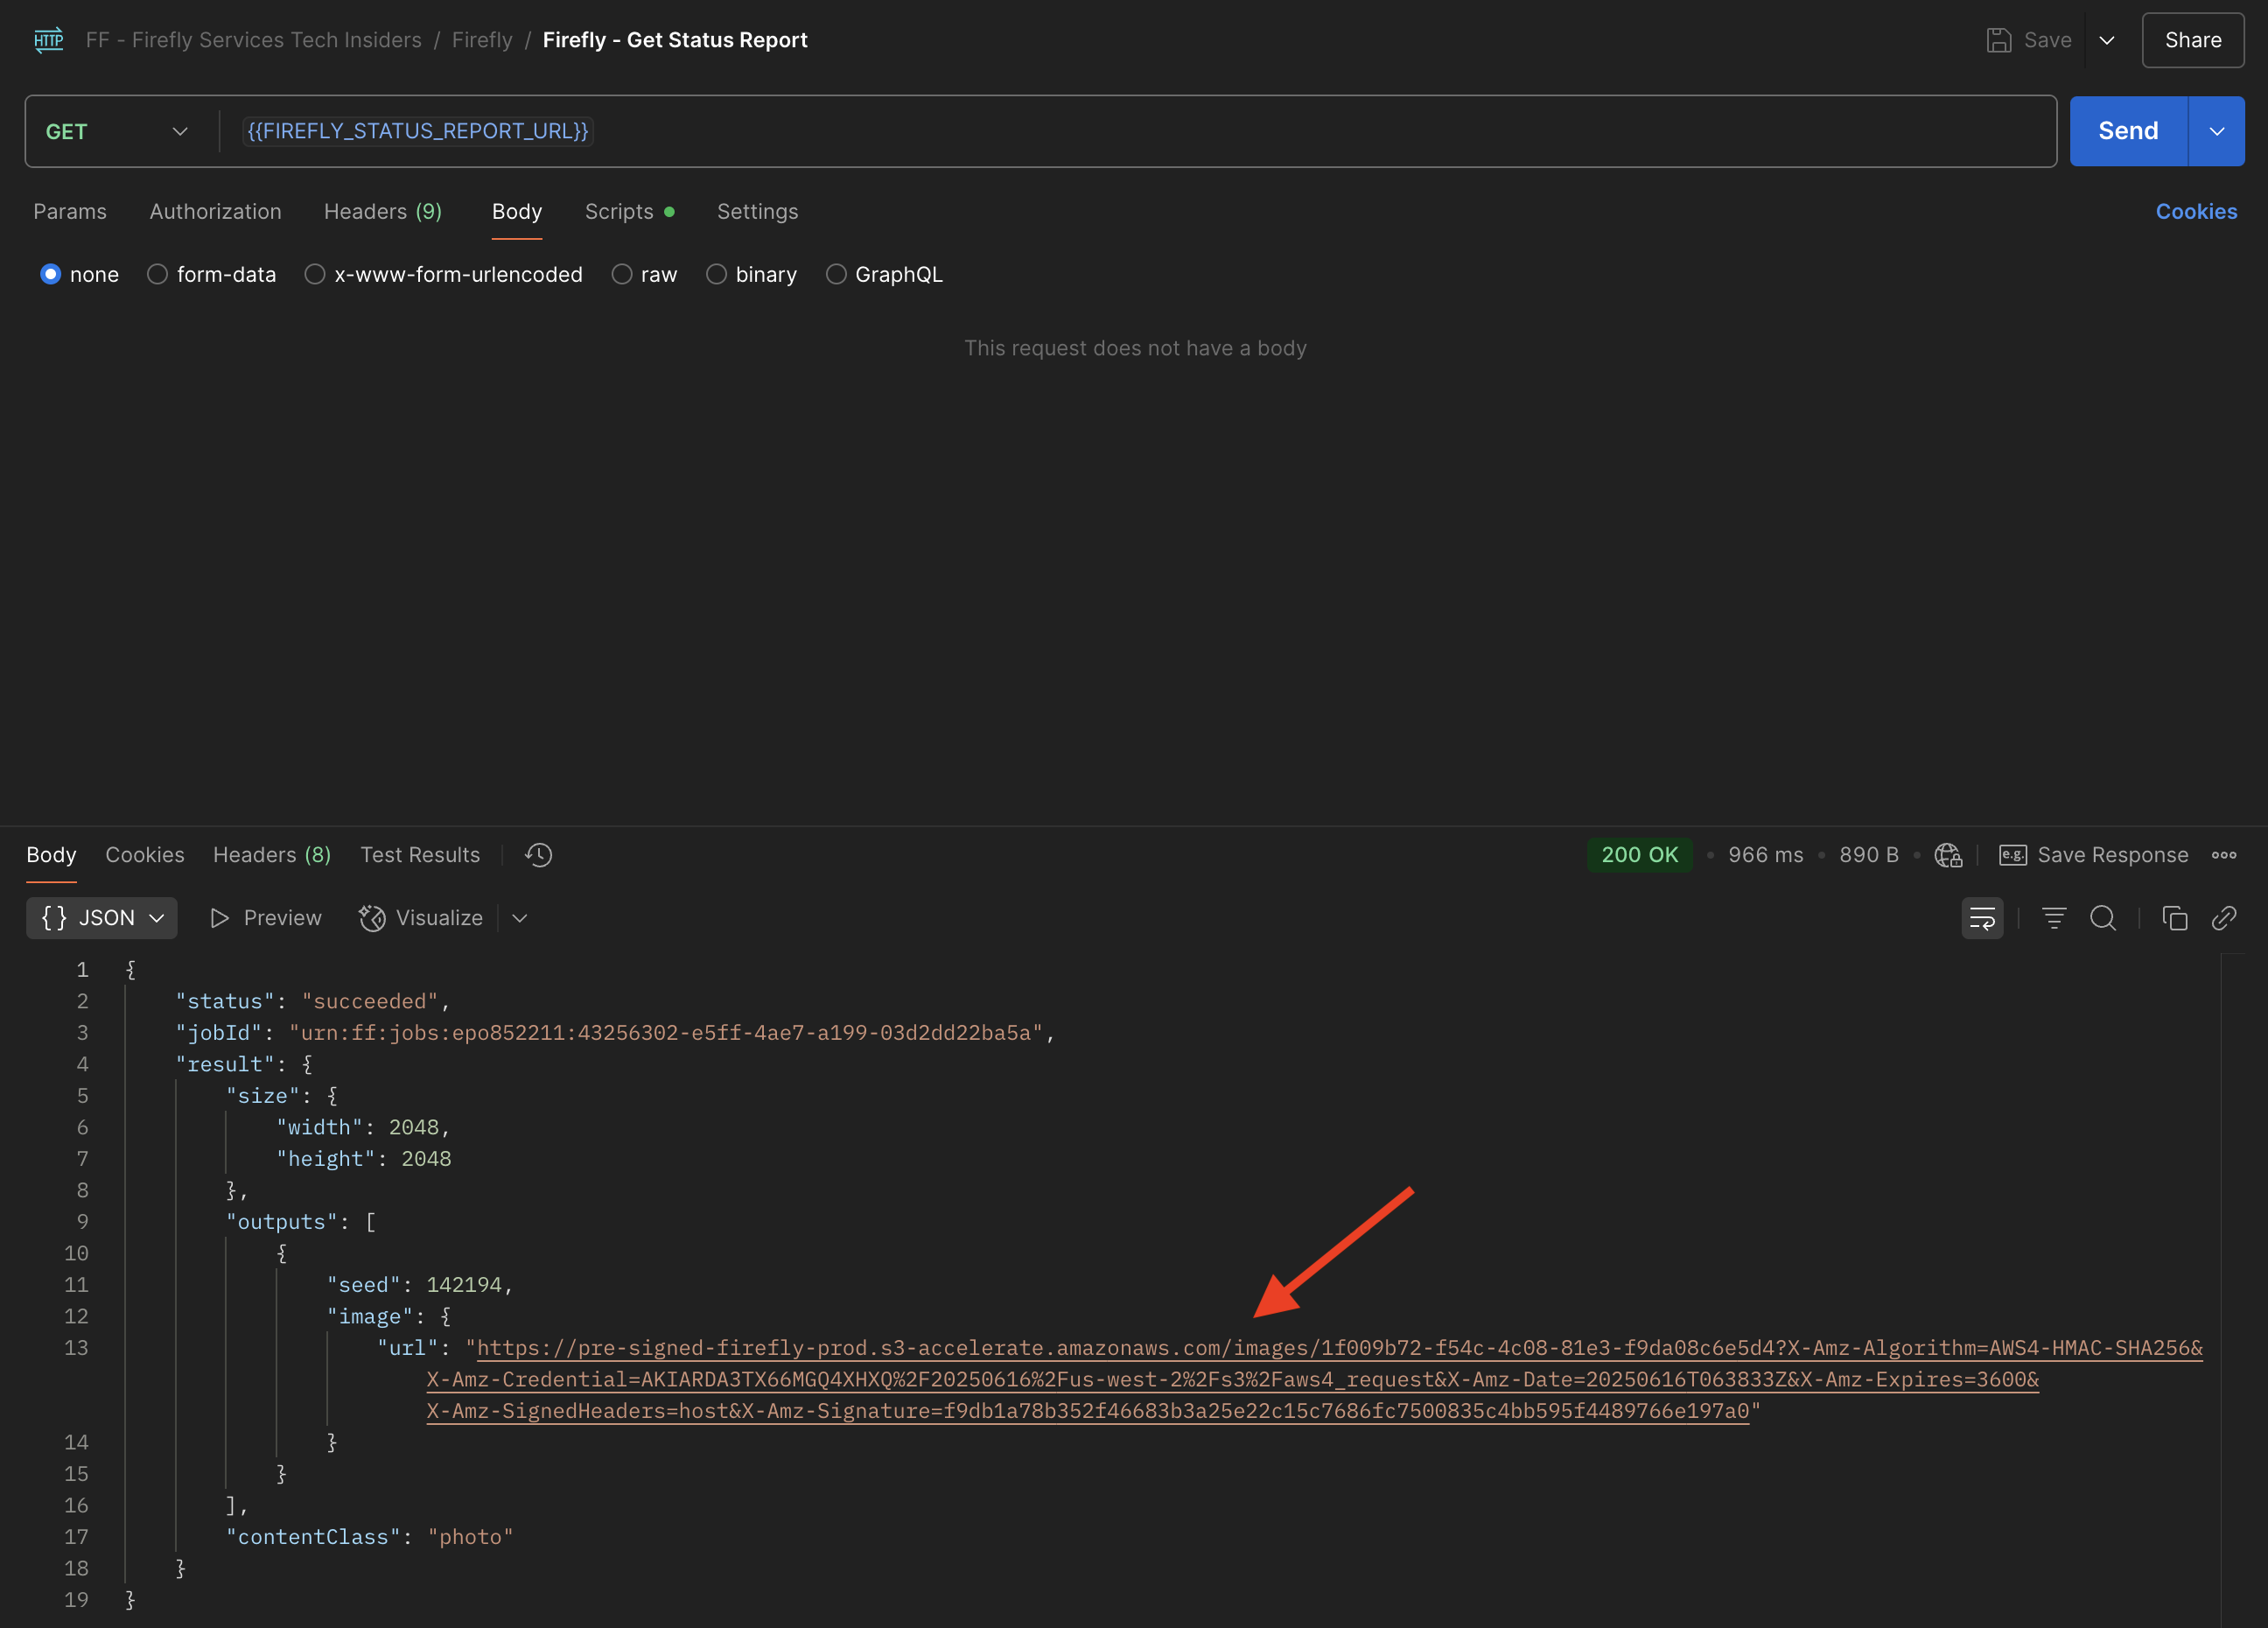 HTTP FF - Firefly Services Tech Insiders / Firefly / Firefly - Get Status Report Save Share
GET {{FIREFLY_STATUS_REPORT_URL}} Send
Params Authorization Headers (9) Body Scripts Settings Cookies
none form-data x-www-form-urlencoded raw binary GraphQL
This request does not have a body
Body Cookies Headers (8) Test Results 200 OK • 966 ms • 890 B • e.g. Save Response
{} JSON Preview Visualize
1 {
2 "status": "succeeded",
3 "jobId": "urn:ff:jobs:epo852211:43256302-e5ff-4ae7-a199-03d2dd22ba5a",
4 "result": {
5 "size": {
6 "width": 2048,
7 "height": 2048
8 },
9 "outputs": [
10 {
11 "seed": 142194,
12 "image": {
13 "url": "https://pre-signed-firefly-prod.s3-accelerate.amazonaws.com/images/1f009b72-f54c-4c08-81e3-f9da08c6e5d4?X-Amz-Algorithm=AWS4-HMAC-SHA256&
X-Amz-Credential=AKIARDA3TX66MGQ4XHXQ%2F20250616%2Fus-west-2%2Fs3%2Faws4_request&X-Amz-Date=20250616T063833Z&X-Amz-Expires=3600&
X-Amz-SignedHeaders=host&X-Amz-Signature=f9db1a78b352f46683b3a25e22c15c7686fc7500835c4bb595f4489766e197a0"
14 }
15 }
16 ],
17 "contentClass": "photo"
18 }
19 }